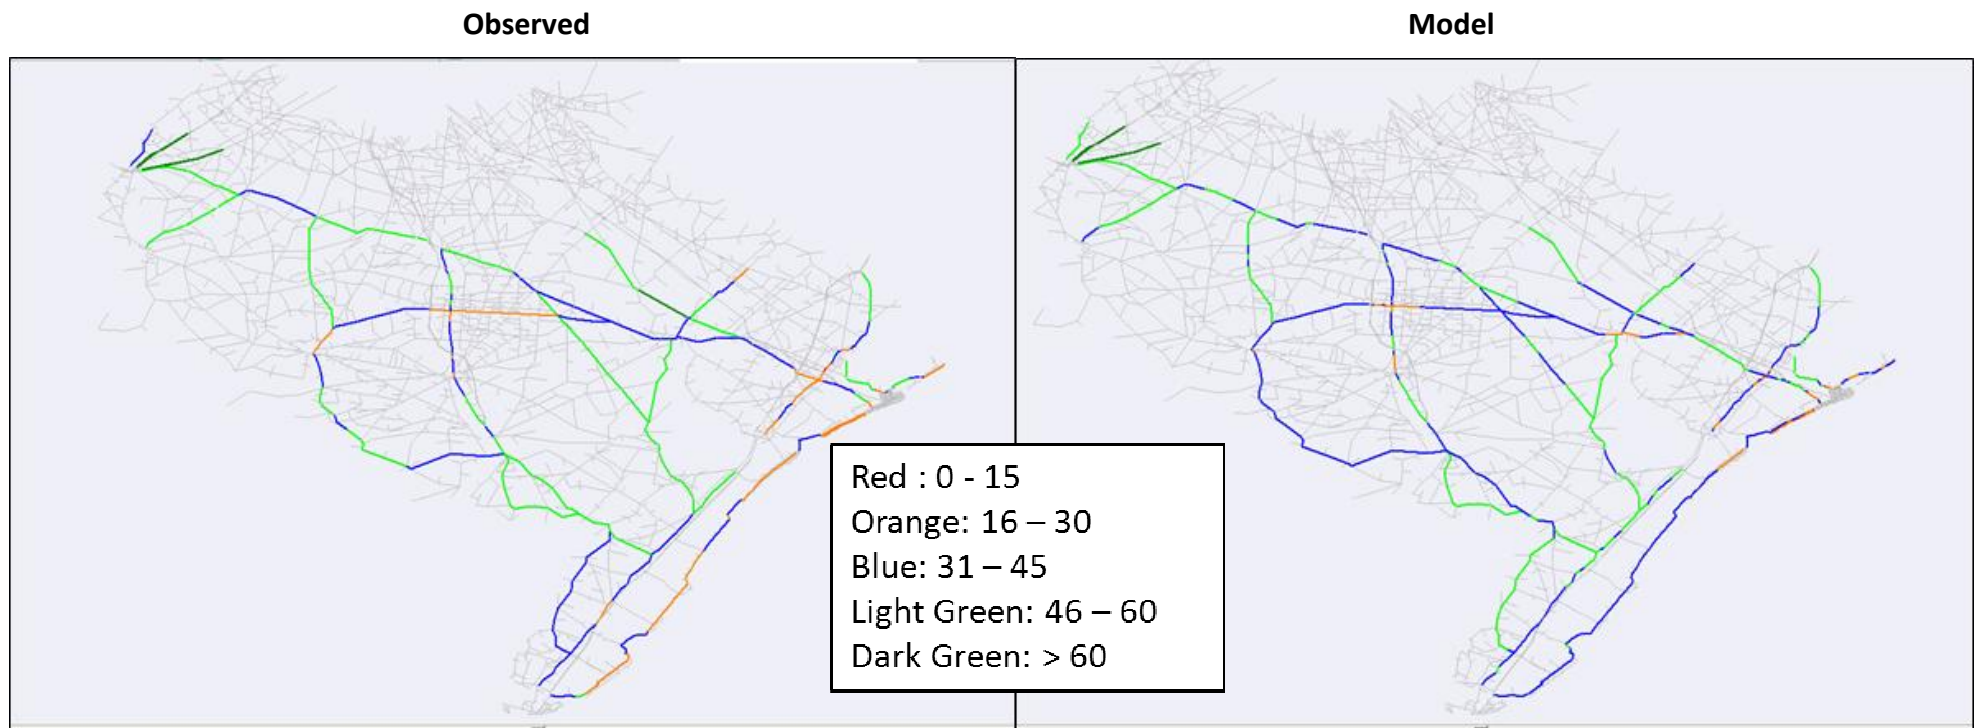 Observed
Model
Red : 0 - 15
Orange: 16 – 30
Blue: 31 – 45
Light Green: 46 – 60
Dark Green: > 60